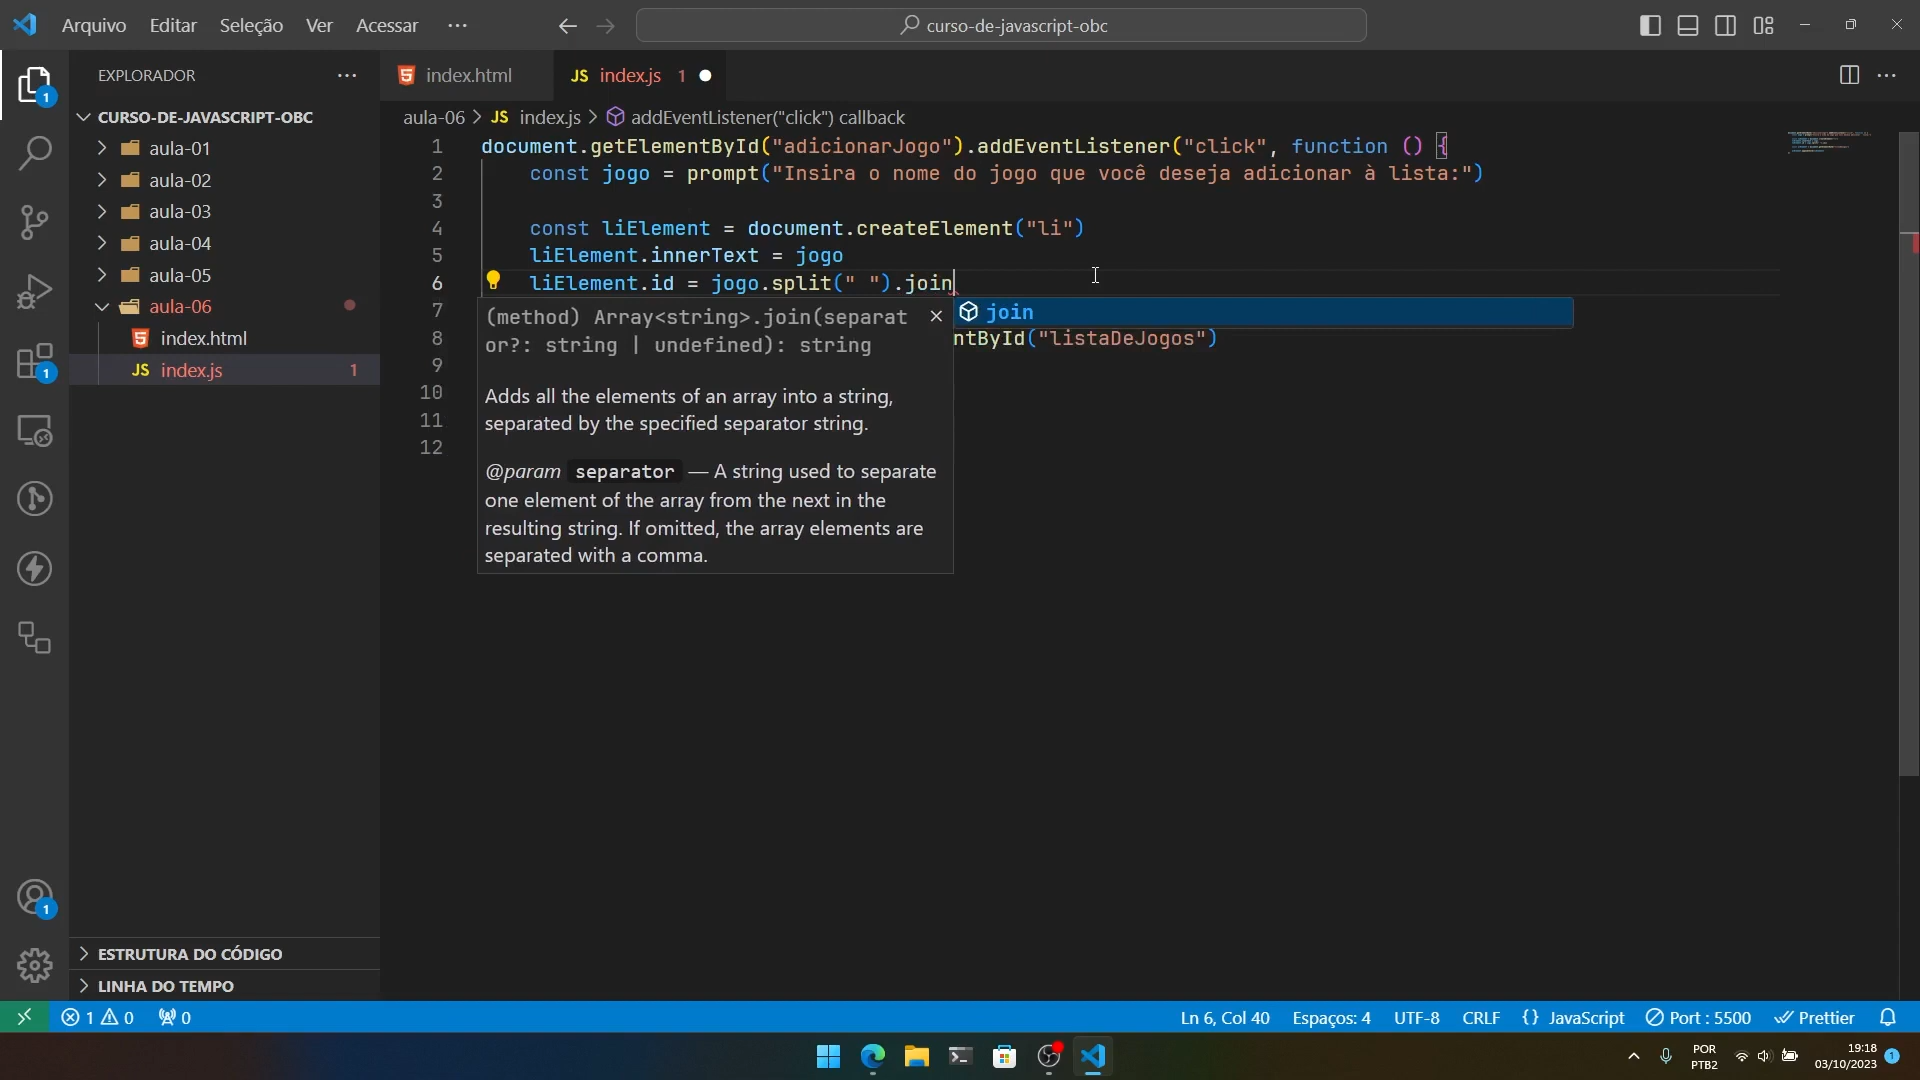 Arquivo Editar Seleção Ver Acessar ···
curso-de-javascript-obc
EXPLORADOR ···
CURSO-DE-JAVASCRIPT-OBC
aula-01
aula-02
aula-03
aula-04
aula-05
aula-06
index.html
JS index.js 1
ESTRUTURA DO CÓDIGO
LINHA DO TEMPO
index.html
JS index.js 1
aula-06 > JS index.js > addEventListener("click") callback
1 document.getElementById("adicionarJogo").addEventListener("click", function () {
2 const jogo = prompt("Insira o nome do jogo que você deseja adicionar à lista:")
3
4 const liElement = document.createElement("li")
5 liElement.innerText = jogo
6 liElement.id = jogo.split(" ").join
7
8 ntById("listaDeJogos")
9
10
11
12
join
(method) Array<string>.join(separat
or?: string | undefined): string
Adds all the elements of an array into a string,
separated by the specified separator string.
@param separator — A string used to separate
one element of the array from the next in the
resulting string. If omitted, the array elements are
separated with a comma.
1
1
1
1 0 0
Ln 6, Col 40 Espaços: 4 UTF-8 CRLF {} JavaScript Port : 5500 Prettier
POR
PTB2
19:18
03/10/2023
1